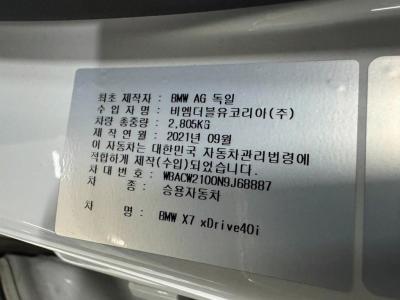 최초 제작자 : BMW AG 독일
수 입 자 명 : 비엠더블유코리아(주)
차량 총중량 : 2,805KG
제 작 연 월 : 2021년 09월
이 자동차는 대한민국 자동차관리법령에
적합하게 제작(수입)되었습니다.
차 대 번 호 : WBACW2100N9J68887
차 종 : 승용자동차
차 명 : BMW X7 xDrive40i